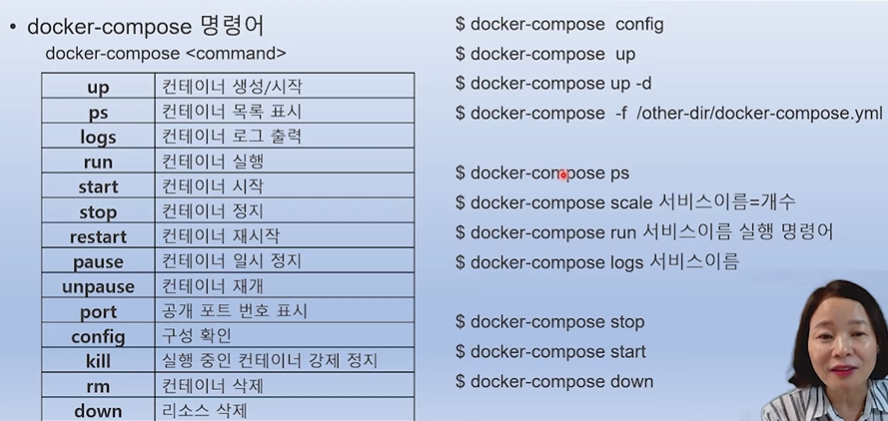 • docker-compose 명령어
docker-compose <command>
up 컨테이너 생성/시작
ps 컨테이너 목록 표시
logs 컨테이너 로그 출력
run 컨테이너 실행
start 컨테이너 시작
stop 컨테이너 정지
restart 컨테이너 재시작
pause 컨테이너 일시 정지
unpause 컨테이너 재개
port 공개 포트 번호 표시
config 구성 확인
kill 실행 중인 컨테이너 강제 정지
rm 컨테이너 삭제
down 리소스 삭제
$ docker-compose config
$ docker-compose up
$ docker-compose up -d
$ docker-compose -f /other-dir/docker-compose.yml
$ docker-compose ps
$ docker-compose scale 서비스이름=개수
$ docker-compose run 서비스이름 실행 명령어
$ docker-compose logs 서비스이름
$ docker-compose stop
$ docker-compose start
$ docker-compose down